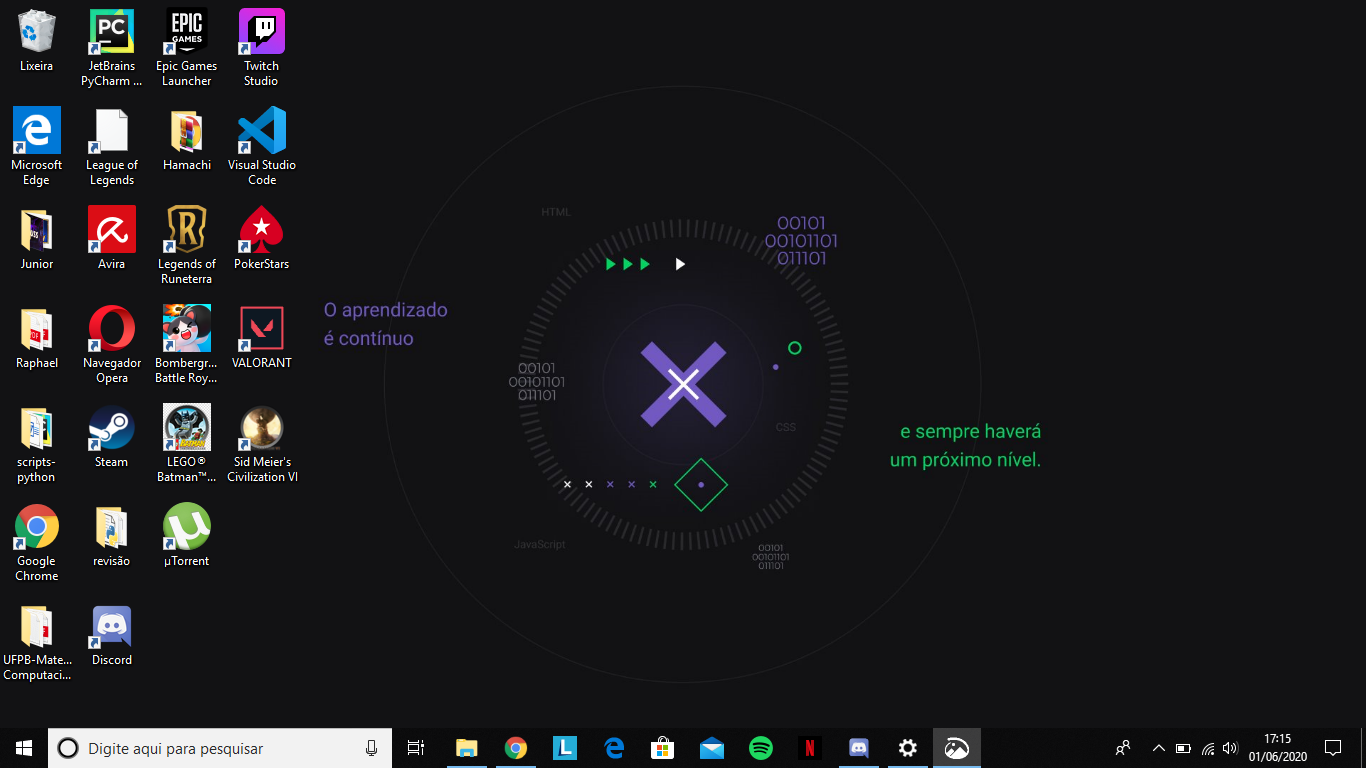 Lixeira
JetBrains
PyCharm ...
EPIC
GAMES
Epic Games
Launcher
Twitch
Studio
PC
Microsoft
Edge
League of
Legends
Hamachi
Visual Studio
Code
Junior
Avira
Legends of
Runeterra
PokerStars
Raphael
Navegador
Opera
Bombergr...
Battle Roy...
VALORANT
scripts-
python
Steam
LEGO®
Batman™...
Sid Meier's
Civilization VI
Google
Chrome
revisão
µTorrent
UFPB-Mate...
Computaci...
Discord
HTML
00101
00101101
011101
O aprendizado
é contínuo
00101
00101101
011101
CSS
e sempre haverá
um próximo nível.
JavaScript
00101
00101101
011101
Digite aqui para pesquisar
L
N
17:15
01/06/2020